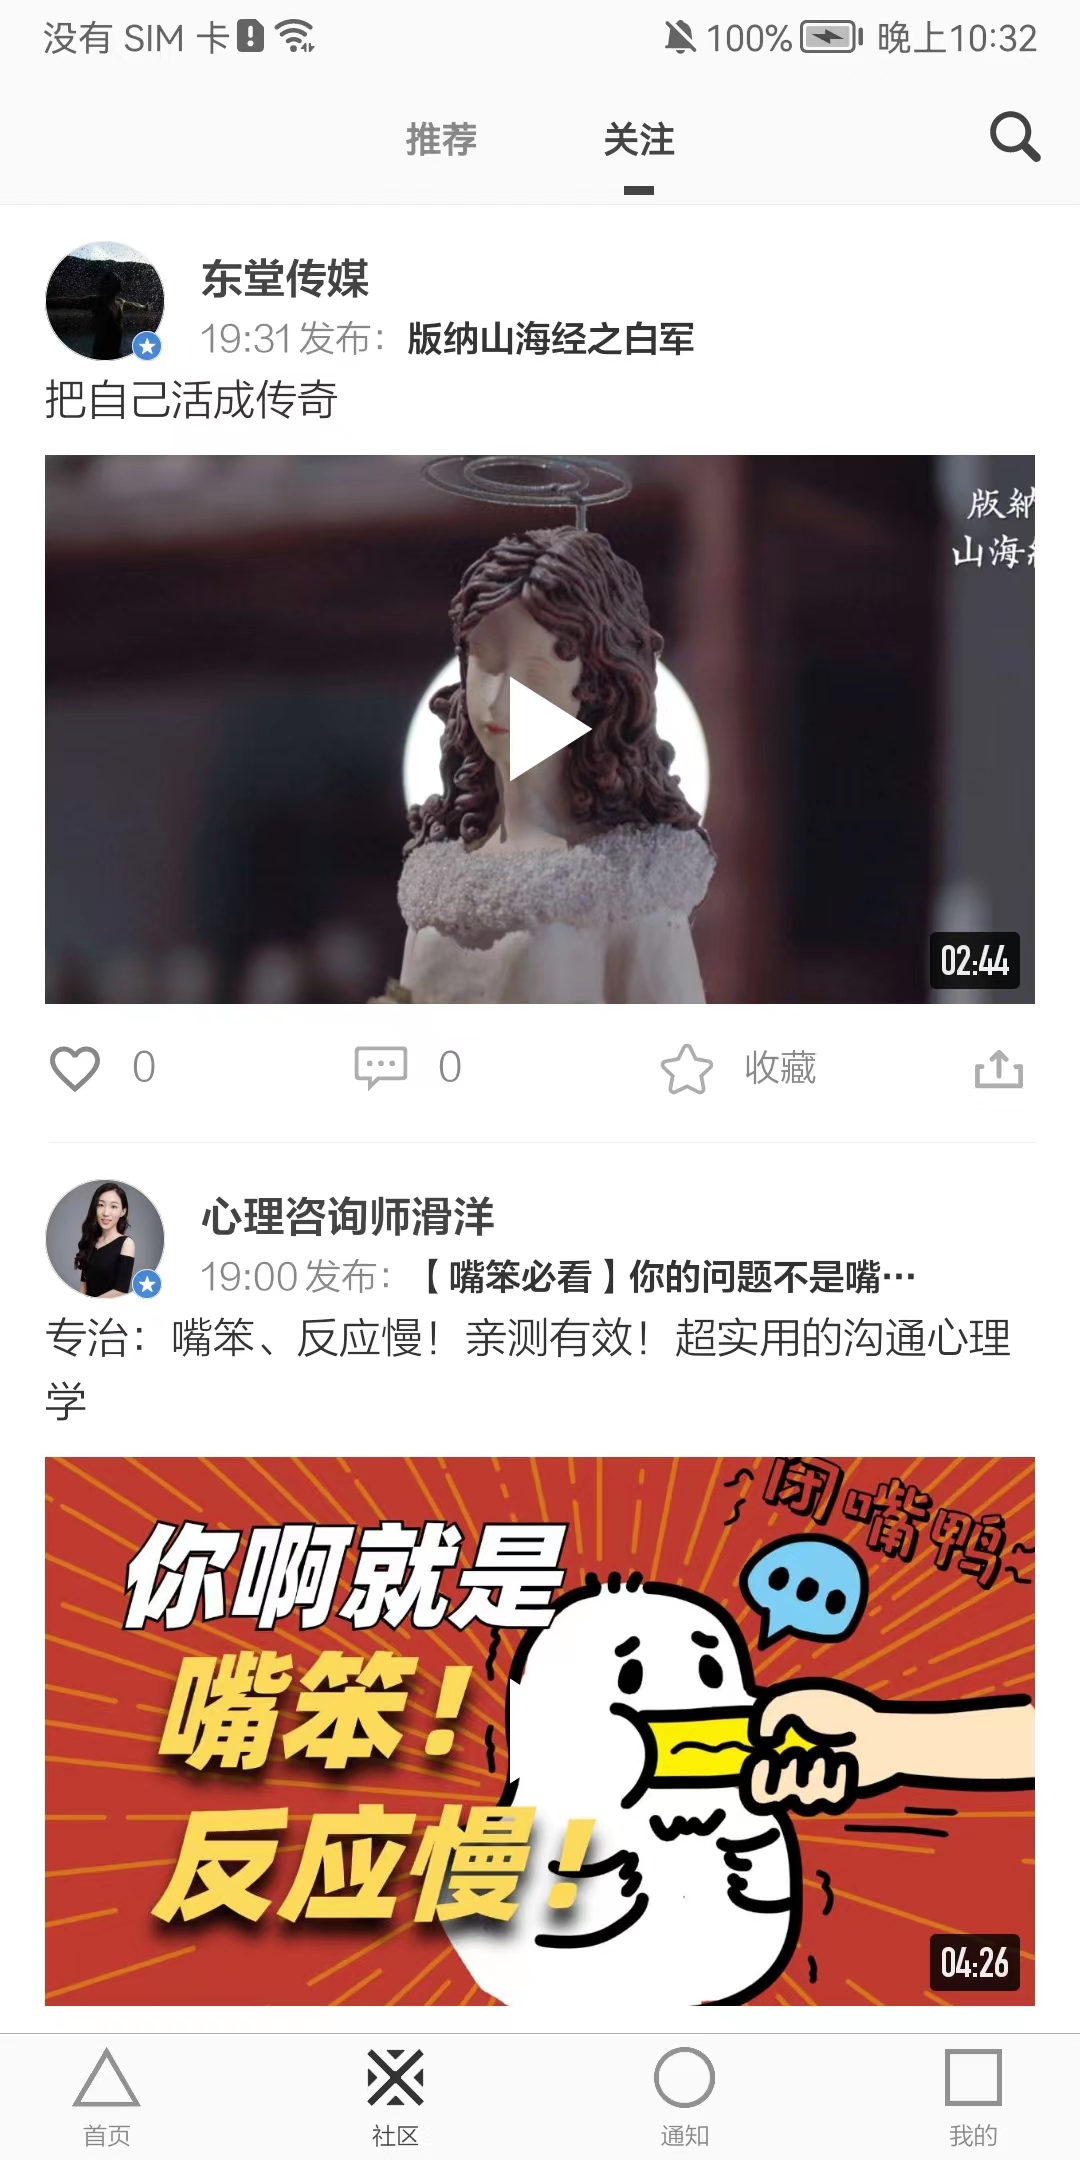 没有 SIM 卡 100% 晚上10:32
推荐 关注
东堂传媒
19:31 发布：版纳山海经之白军
把自己活成传奇
版納
山海
02:44
0 0 收藏
心理咨询师滑洋
19:00 发布：【嘴笨必看】你的问题不是嘴…
专治：嘴笨、反应慢！亲测有效！超实用的沟通心理
学
闭嘴鸭~
你啊就是
嘴笨！
反应慢！
04:26
首页 社区 通知 我的